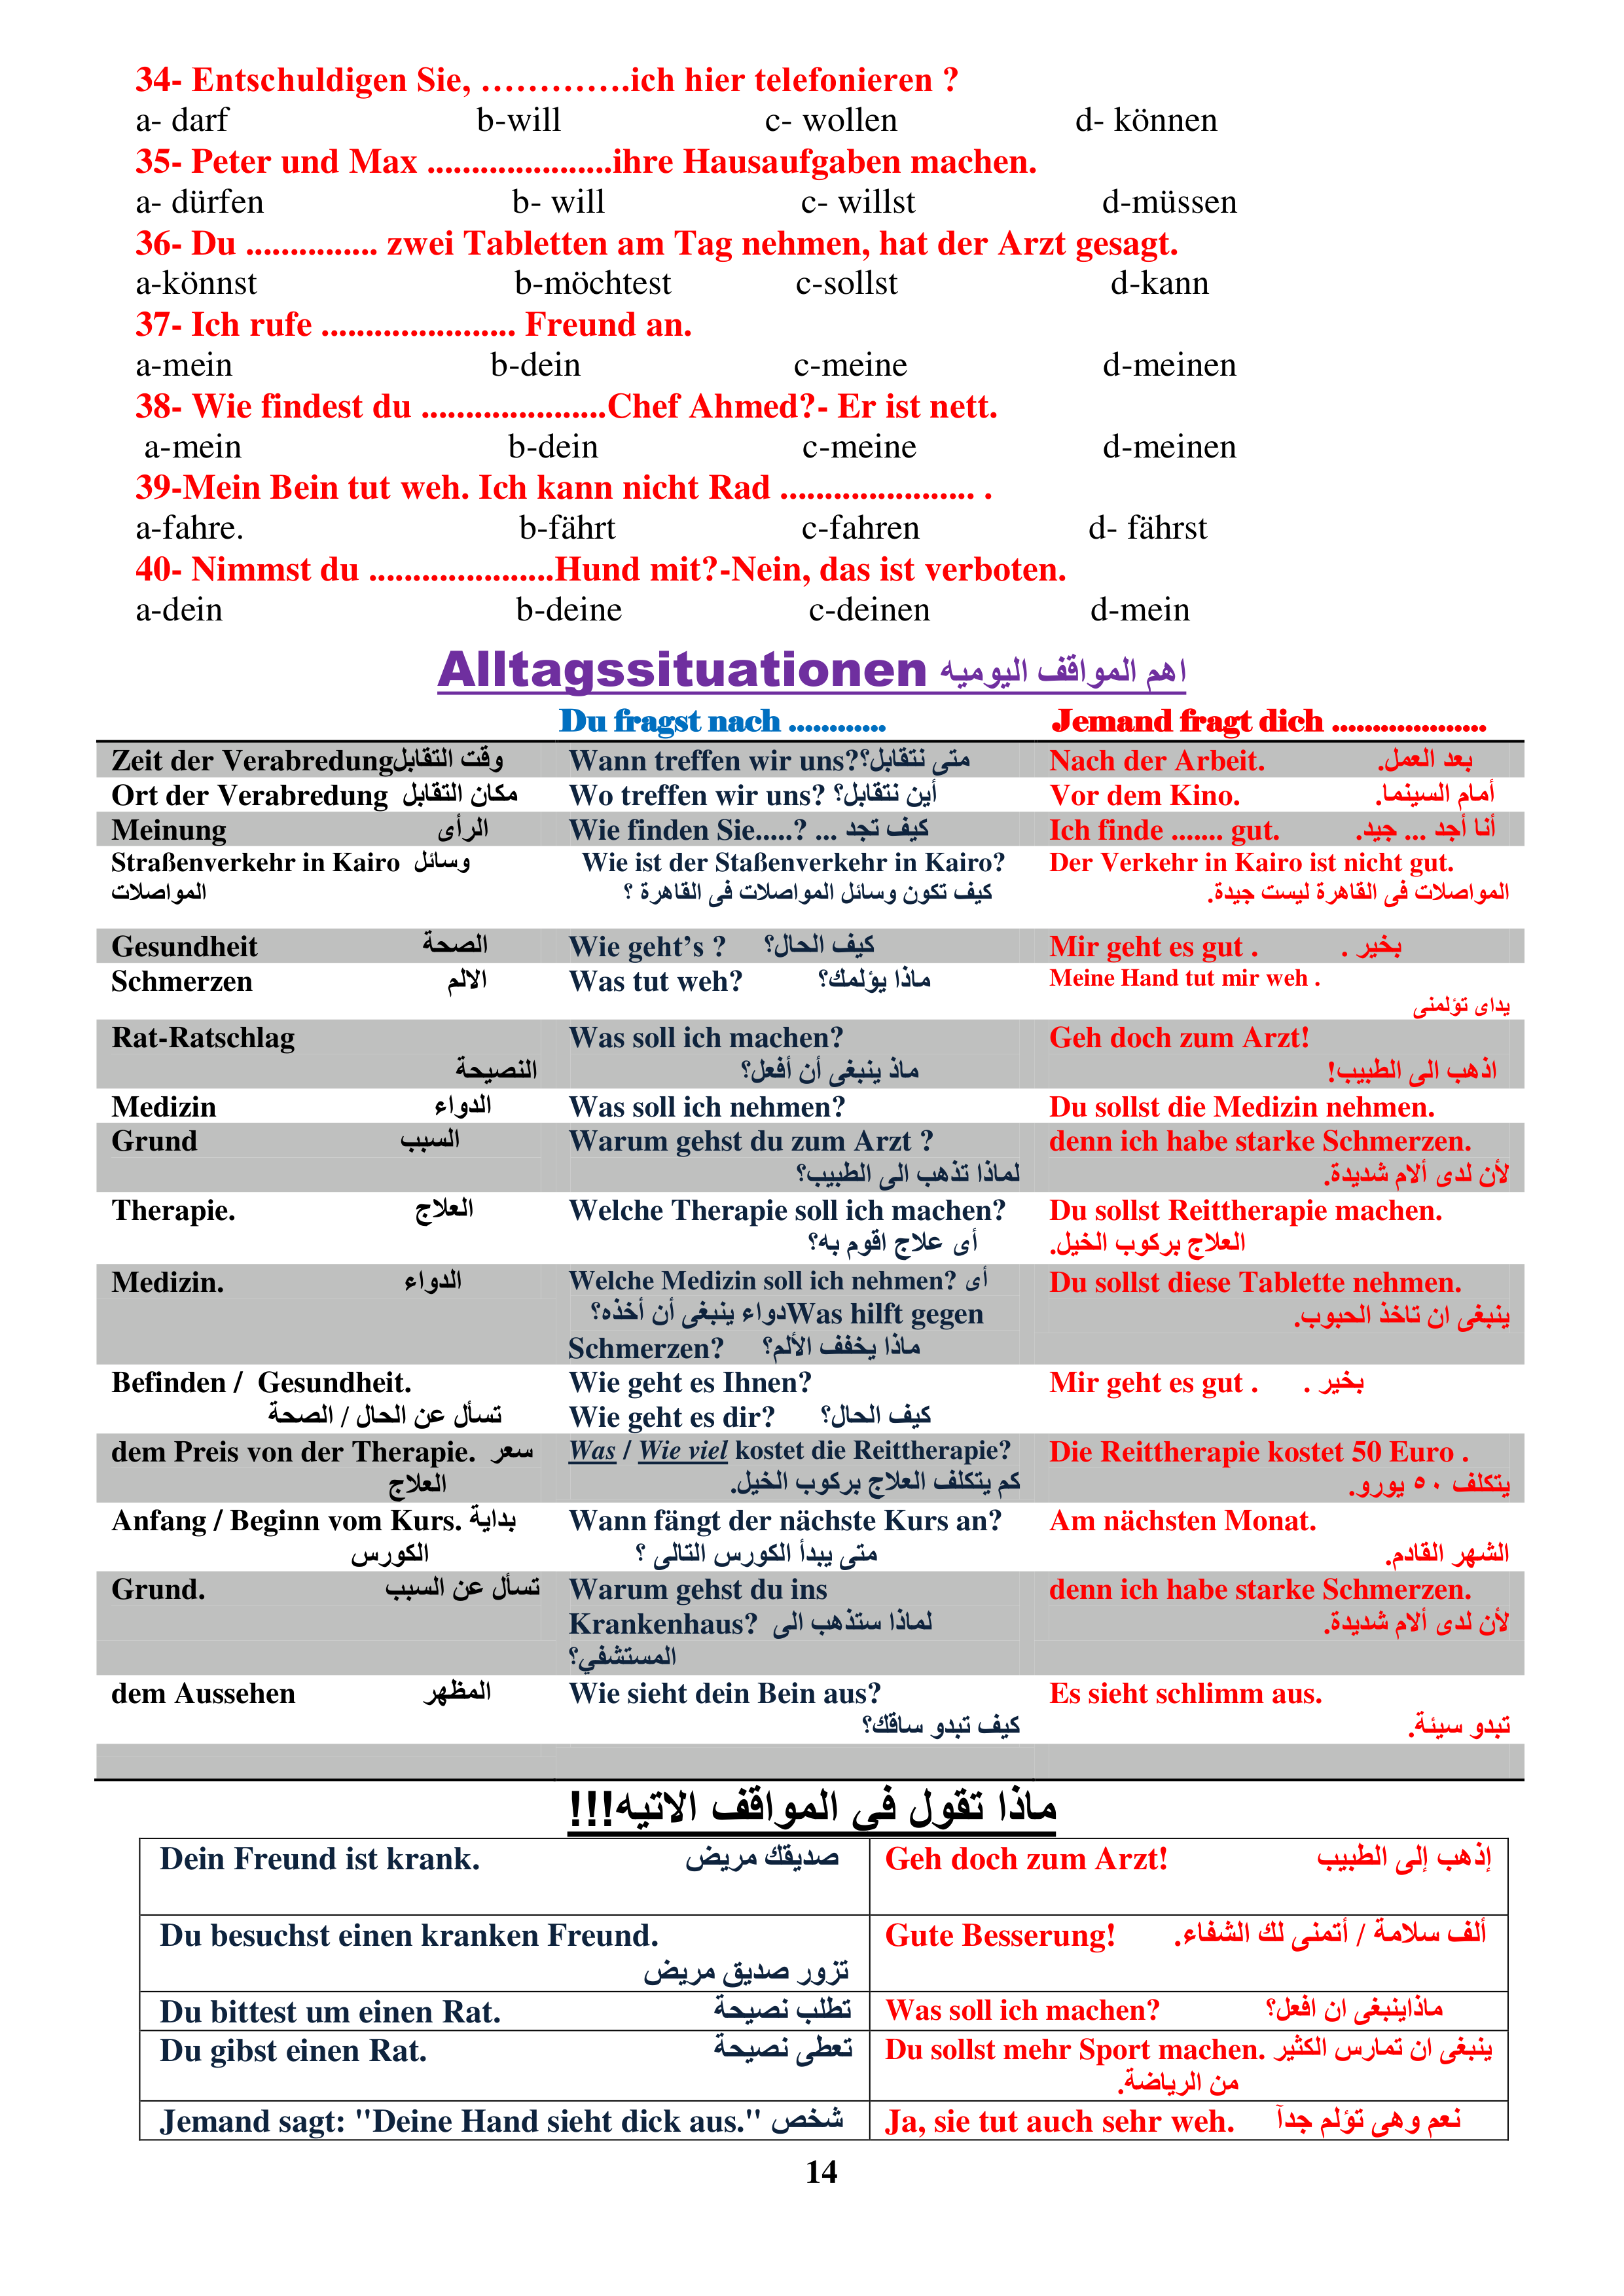 34- Entschuldigen Sie, ..............ich hier telefonieren ?
a- darf b-will c- wollen d- können
35- Peter und Max .....................ihre Hausaufgaben machen.
a- dürfen b- will c- willst d-müssen
36- Du ............... zwei Tabletten am Tag nehmen, hat der Arzt gesagt.
a-könnst b-möchtest c-sollst d-kann
37- Ich rufe ...................... Freund an.
a-mein b-dein c-meine d-meinen
38- Wie findest du .....................Chef Ahmed?- Er ist nett.
a-mein b-dein c-meine d-meinen
39-Mein Bein tut weh. Ich kann nicht Rad ...................... .
a-fahre. b-fährt c-fahren d- fährst
40- Nimmst du .....................Hund mit?-Nein, das ist verboten.
a-dein b-deine c-deinen d-mein
Alltagssituationen اهم المواقف اليوميه
Du fragst nach ............ Jemand fragt dich ...................
Zeit der Verabredung وقت التقابل Wann treffen wir uns? متى نتقابل؟ Nach der Arbeit. بعد العمل.
Ort der Verabredung مكان التقابل Wo treffen wir uns? أين نتقابل؟ Vor dem Kino. أمام السينما.
Meinung الرأى Wie finden Sie.....? كيف تجد ... Ich finde ....... gut. أنا أجد ... جيد.
Straßenverkehr in Kairo وسائل Wie ist der Staßenverkehr in Kairo? Der Verkehr in Kairo ist nicht gut.
المواصلات كيف تكون وسائل المواصلات فى القاهرة ؟ المواصلات فى القاهرة ليست جيدة.
Gesundheit الصحة Wie geht’s ? كيف الحال؟ Mir geht es gut . بخير .
Schmerzen الالم Was tut weh? ماذا يؤلمك؟ Meine Hand tut mir weh .
يداى تؤلمنى
Rat-Ratschlag Was soll ich machen? Geh doch zum Arzt!
النصيحة ماذ ينبغى أن أفعل؟ اذهب الى الطبيب!
Medizin الدواء Was soll ich nehmen? Du sollst die Medizin nehmen.
Grund السبب Warum gehst du zum Arzt ? denn ich habe starke Schmerzen.
لماذا تذهب الى الطبيب؟ لأن لدى ألام شديدة.
Therapie. العلاج Welche Therapie soll ich machen? Du sollst Reittherapie machen.
أى علاج اقوم به؟ العلاج بركوب الخيل.
Medizin. الدواء Welche Medizin soll ich nehmen? أى Du sollst diese Tablette nehmen.
دواء ينبغى أن أخذه؟ Was hilft gegen ينبغى ان تاخذ الحبوب.
Schmerzen? ماذا يخفف الألم؟
Befinden / Gesundheit. Wie geht es Ihnen? Mir geht es gut . بخير .
تسأل عن الحال / الصحة Wie geht es dir? كيف الحال؟
dem Preis von der Therapie. سعر Was / Wie viel kostet die Reittherapie? Die Reittherapie kostet 50 Euro .
العلاج كم يتكلف العلاج بركوب الخيل. يتكلف ٥٠ يورو.
Anfang / Beginn vom Kurs. بداية Wann fängt der nächste Kurs an? Am nächsten Monat.
الكورس متى يبدأ الكورس التالى ؟ الشهر القادم.
Grund. تسأل عن السبب Warum gehst du ins denn ich habe starke Schmerzen.
Krankenhaus? لماذا ستذهب الى لأن لدى ألام شديدة.
المستشفي؟
dem Aussehen المظهر Wie sieht dein Bein aus? Es sieht schlimm aus.
كيف تبدو ساقك؟ تبدو سيئة.
ماذا تقول فى المواقف الاتيه!!!
Dein Freund ist krank. صديقك مريض Geh doch zum Arzt! إذهب إلى الطبيب
Du besuchst einen kranken Freund. Gute Besserung! ألف سلامة / أتمنى لك الشفاء.
تزور صديق مريض
Du bittest um einen Rat. تطلب نصيحة Was soll ich machen? ماذاينبغى ان افعل؟
Du gibst einen Rat. تعطى نصيحة Du sollst mehr Sport machen. ينبغى ان تمارس الكثير
من الرياضة.
Jemand sagt: "Deine Hand sieht dick aus." شخص Ja, sie tut auch sehr weh. نعم وهى تؤلم جدآ
14